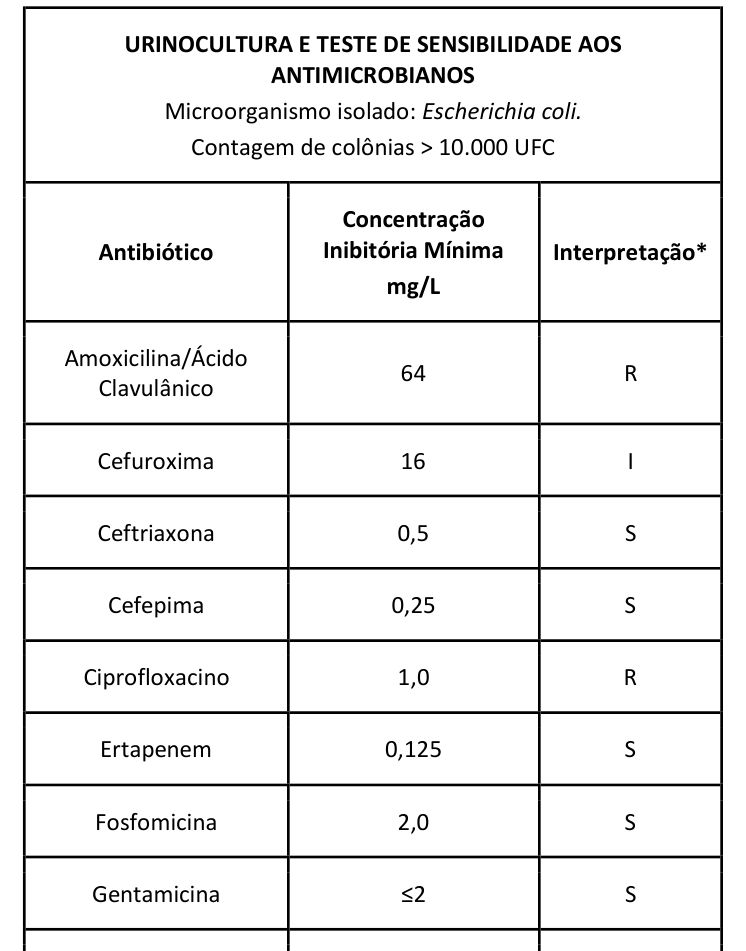 URINOCULTURA E TESTE DE SENSIBILIDADE AOS
ANTIMICROBIANOS
Microorganismo isolado: Escherichia coli.
Contagem de colônias > 10.000 UFC
Antibiótico
Concentração
Inibitória Mínima
mg/L
Interpretação*
Amoxicilina/Ácido
Clavulânico
64
R
Cefuroxima
16
I
Ceftriaxona
0,5
S
Cefepima
0,25
S
Ciprofloxacino
1,0
R
Ertapenem
0,125
S
Fosfomicina
2,0
S
Gentamicina
≤2
S